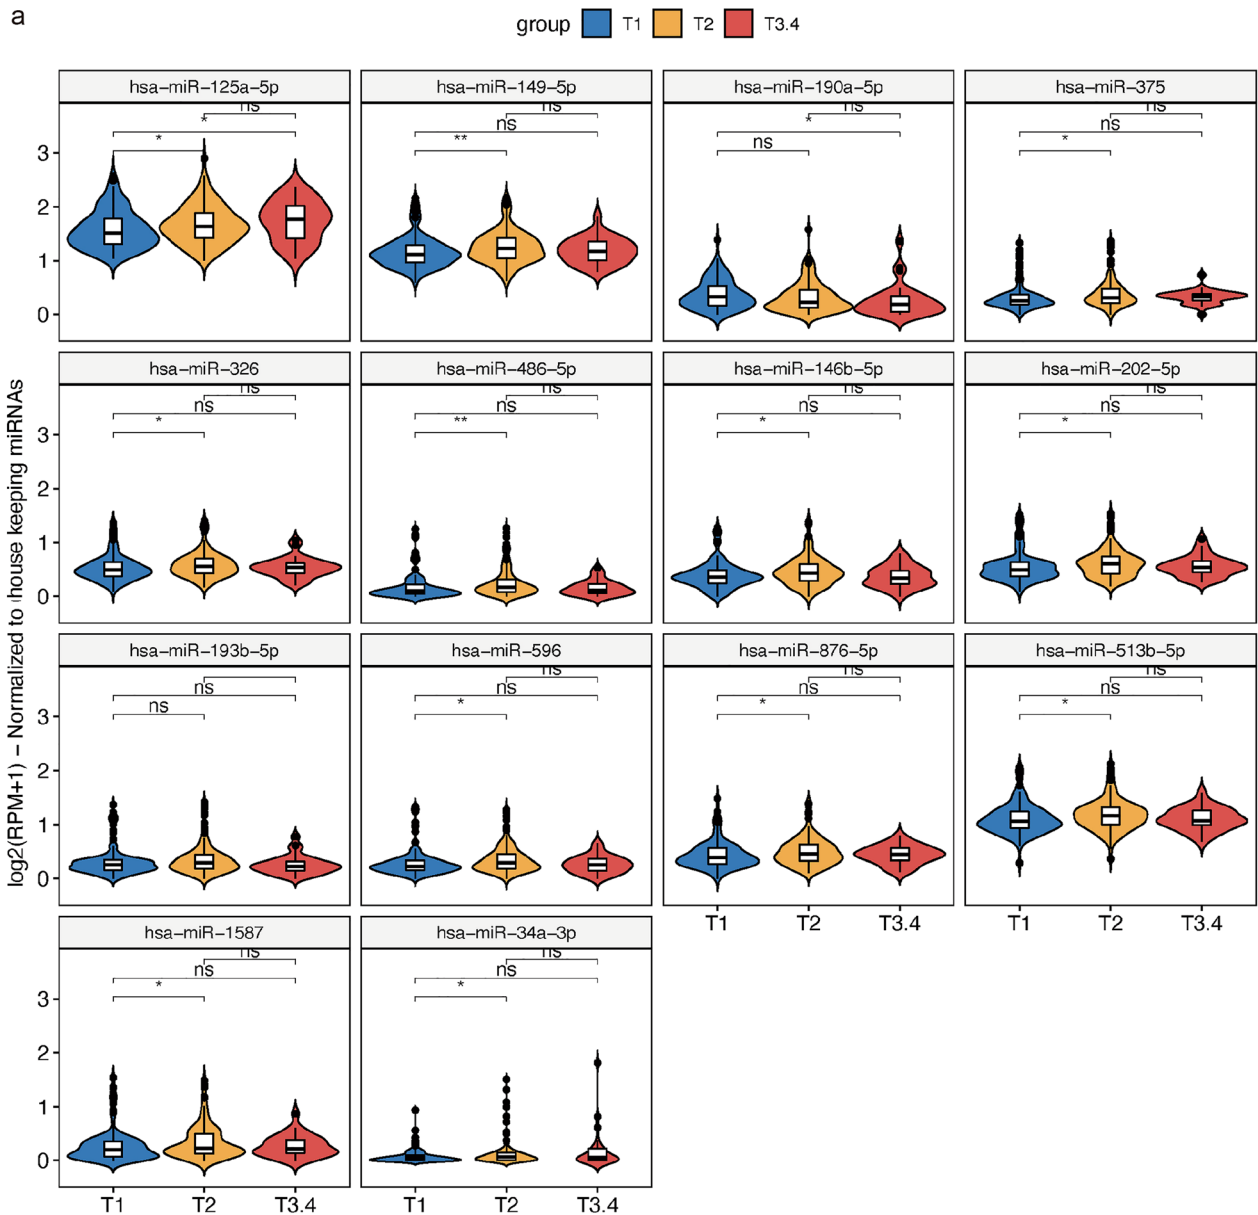 a
group T1 T2 T3.4
log2(RPM+1) − Normalized to house keeping miRNAs
hsa−miR−125a−5p hsa−miR−149−5p hsa−miR−190a−5p hsa−miR−375
ns ns ns ns
* ns * ns
* ** ns *
3
2
1
0
hsa−miR−326 hsa−miR−486−5p hsa−miR−146b−5p hsa−miR−202−5p
ns ns ns ns
ns ns ns ns
* ** * *
3
2
1
0
hsa−miR−193b−5p hsa−miR−596 hsa−miR−876−5p hsa−miR−513b−5p
ns ns ns
ns ns ns ns
ns * * *
3
2
1
0
T1 T2 T3.4 T1 T2 T3.4
hsa−miR−1587 hsa−miR−34a−3p
ns ns
ns ns
* *
3
2
1
0
T1 T2 T3.4 T1 T2 T3.4